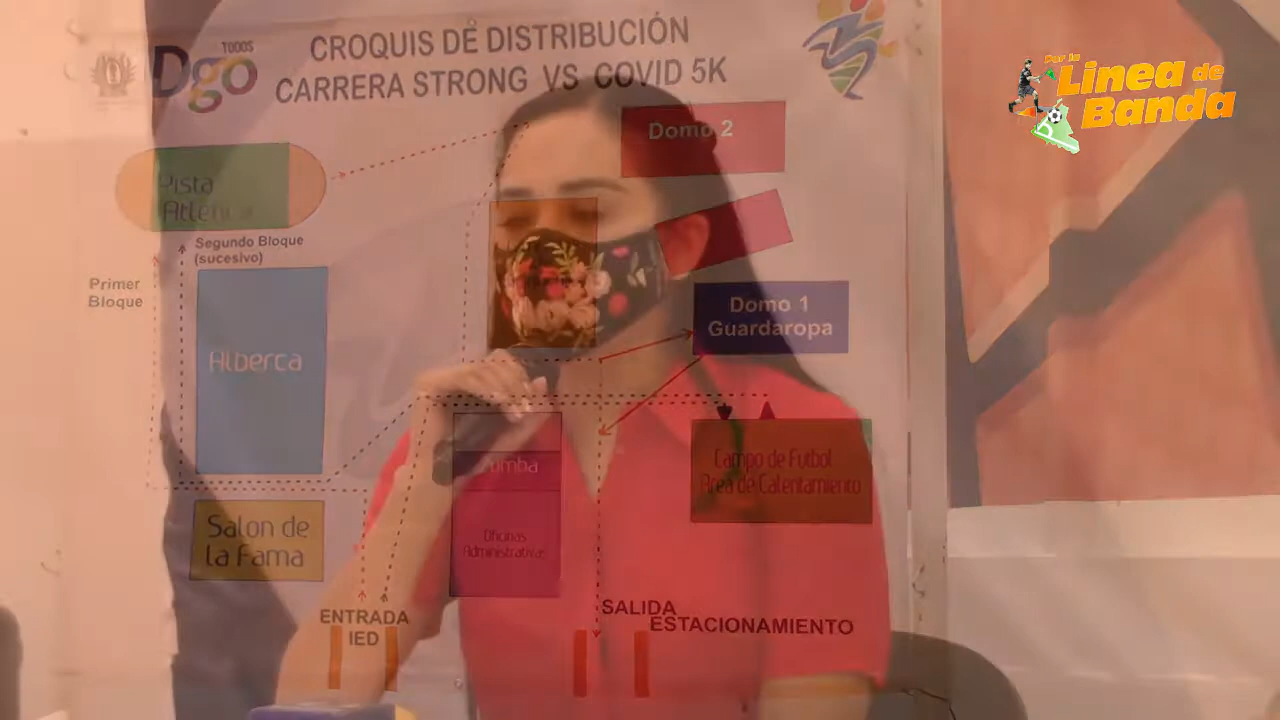 TODOS
Dgo
CROQUIS DE DISTRIBUCIÓN
CARRERA STRONG VS COVID 5K
Por la
Linea de
Banda
Domo 2
Pista
Atletica
Segundo Bloque
(sucesivo)
Primer
Bloque
Domo 1
Guardaropa
Alberca
Zumba
Campo de Futbol
Area de Calentamiento
Salon de
la Fama
Oficinas
Administrativas
ENTRADA
IED
SALIDA
ESTACIONAMIENTO